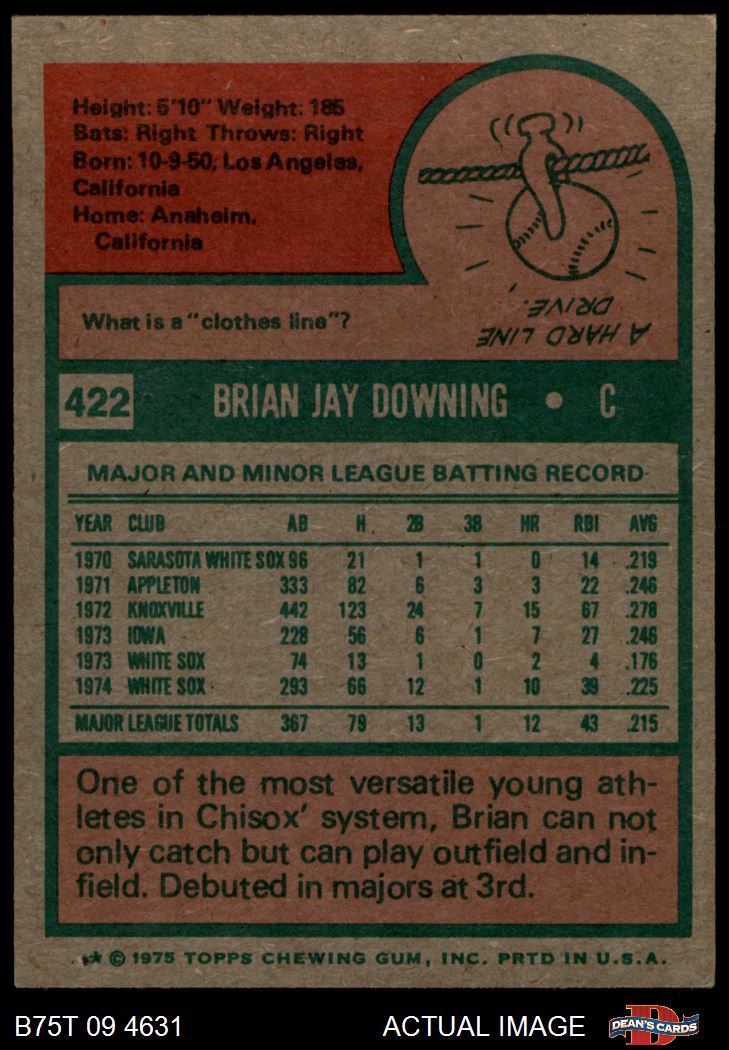 Height: 5'10" Weight: 185
Bats: Right Throws: Right
Born: 10-9-50, Los Angeles,
California
Home: Anaheim,
California
What is a "clothes line"?
A HARD LINE
DRIVE.
422 BRIAN JAY DOWNING • C
MAJOR AND MINOR LEAGUE BATTING RECORD
YEAR CLUB AB H 2B 3B HR RBI AVG
1970 SARASOTA WHITE SOX 96 21 1 1 0 14 .219
1971 APPLETON 333 82 6 3 3 22 .246
1972 KNOXVILLE 442 123 24 7 15 67 .278
1973 IOWA 228 56 6 1 7 27 .246
1973 WHITE SOX 74 13 1 0 2 4 .176
1974 WHITE SOX 293 66 12 1 10 39 .225
MAJOR LEAGUE TOTALS 367 79 13 1 12 43 .215
One of the most versatile young ath-
letes in Chisox' system, Brian can not
only catch but can play outfield and in-
field. Debuted in majors at 3rd.
★ © 1975 TOPPS CHEWING GUM, INC. PRTD IN U.S.A.
B75T 09 4631 ACTUAL IMAGE DEAN'S CARDS